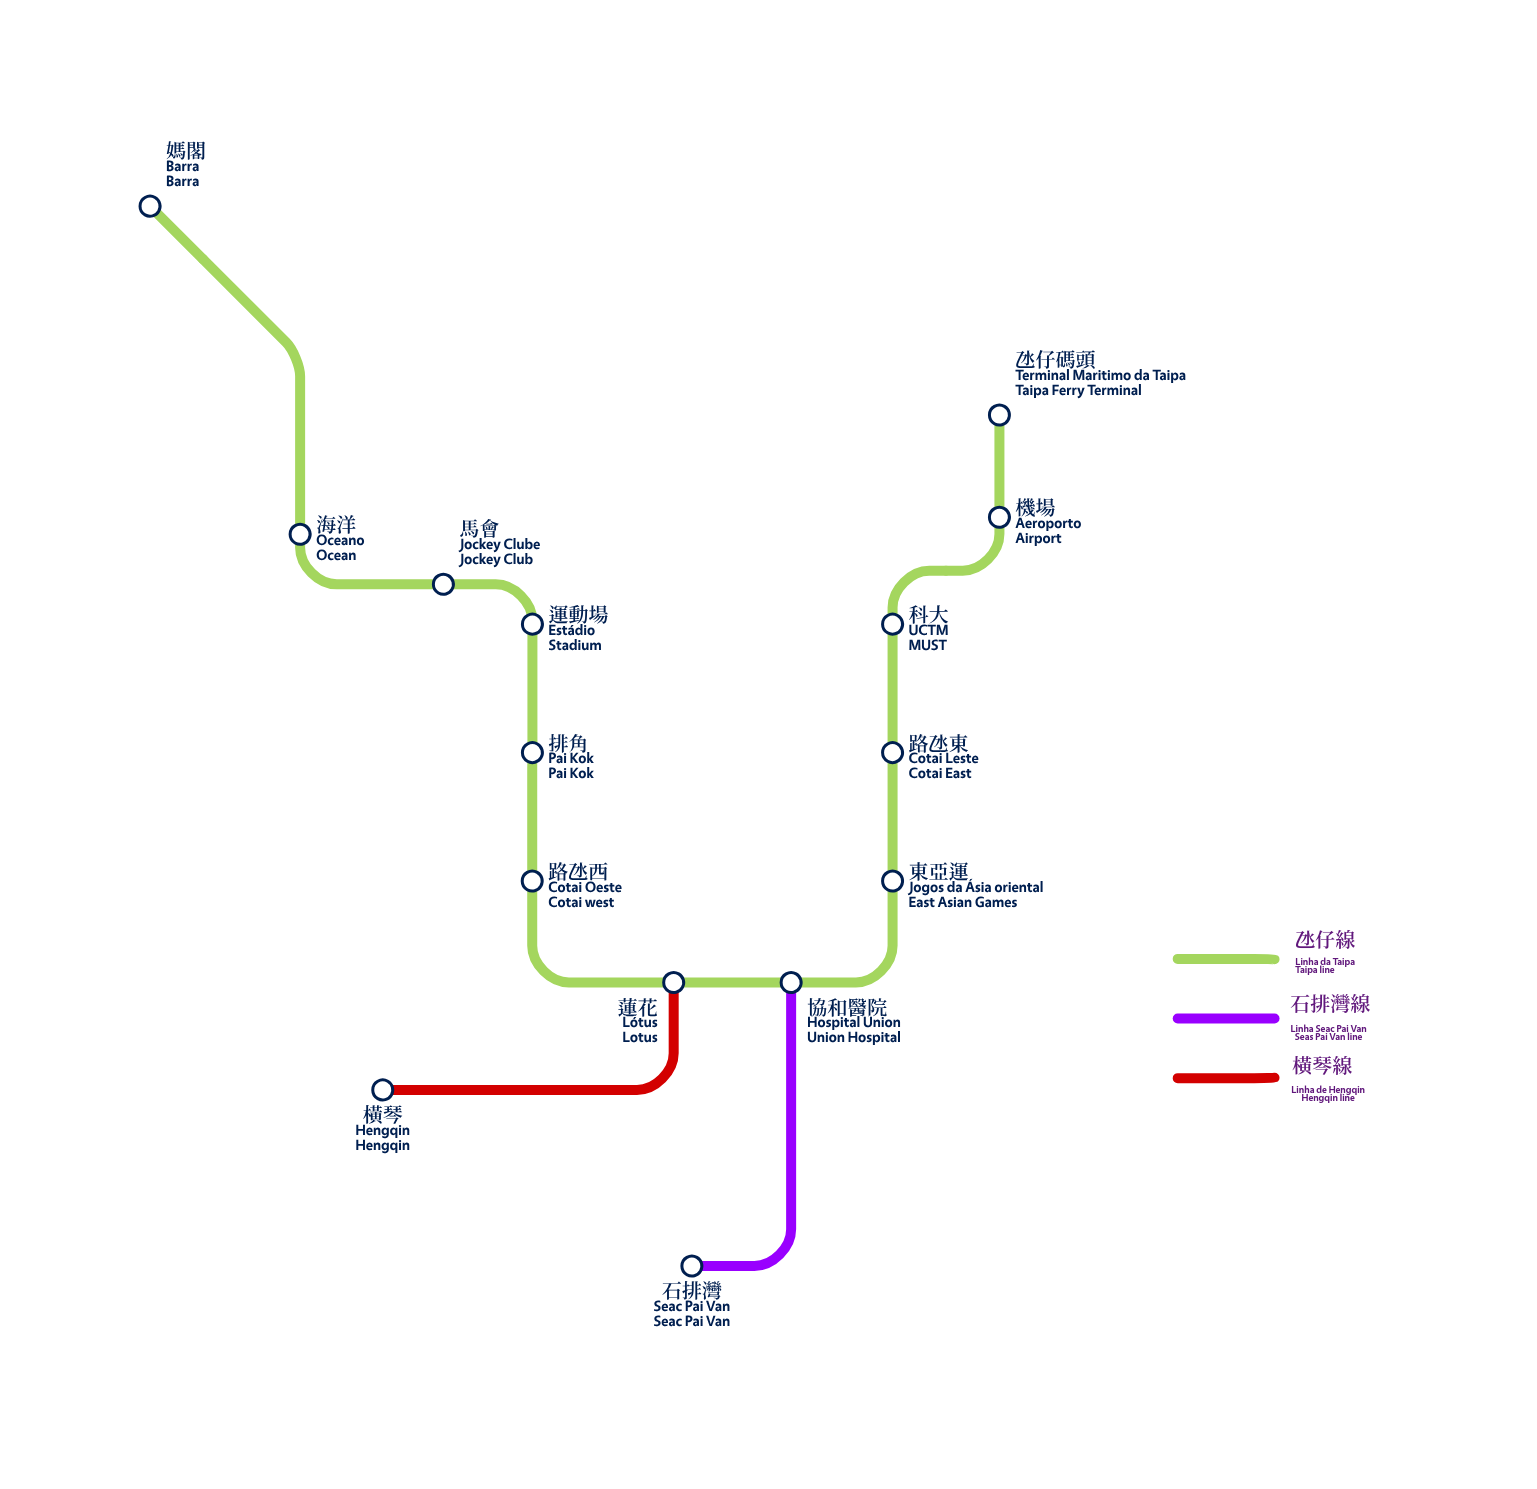 媽閣
Barra
Barra
氹仔碼頭
Terminal Maritimo da Taipa
Taipa Ferry Terminal
機場
Aeroporto
Airport
海洋
Oceano
Ocean
馬會
Jockey Clube
Jockey Club
運動場
Estádio
Stadium
科大
UCTM
MUST
排角
Pai Kok
Pai Kok
路氹東
Cotai Leste
Cotai East
路氹西
Cotai Oeste
Cotai west
東亞運
Jogos da Ásia oriental
East Asian Games
蓮花
Lótus
Lotus
協和醫院
Hospital Union
Union Hospital
橫琴
Hengqin
Hengqin
石排灣
Seac Pai Van
Seac Pai Van
氹仔線
Linha da Taipa
Taipa line
石排灣線
Linha Seac Pai Van
Seas Pai Van line
橫琴線
Linha de Hengqin
Hengqin line